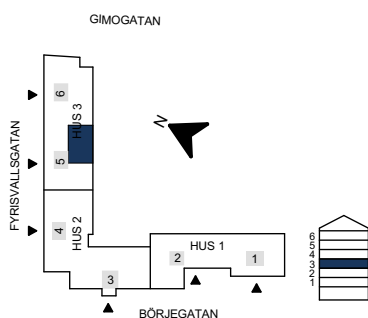 GIMOGATAN
FYRISVALLSGATAN
6
HUS 3
5
4
HUS 2
3
N
HUS 1
2
1
BÖRJEGATAN
6
5
4
3
2
1